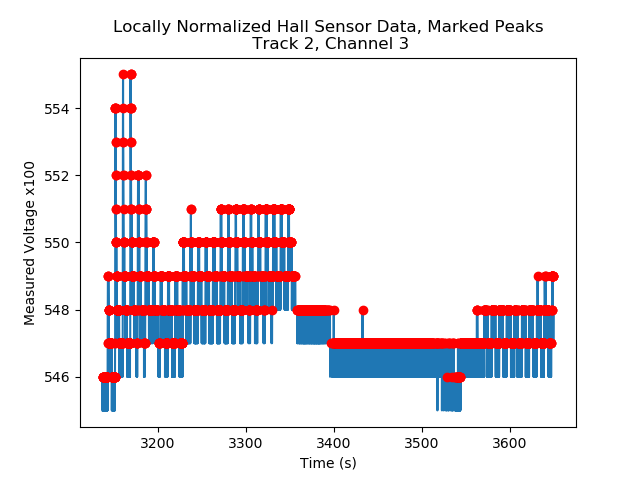 Locally Normalized Hall Sensor Data, Marked Peaks
Track 2, Channel 3
Measured Voltage x100
554
552
550
548
546
3200
3300
3400
3500
3600
Time (s)